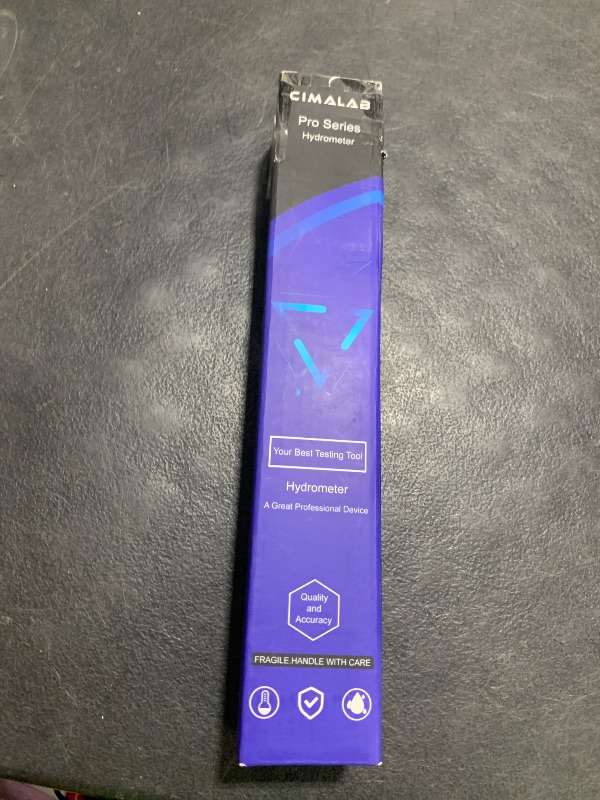 CIMALAB
Pro Series
Hydrometer
Your Best Testing Tool
Hydrometer
A Great Professional Device
Quality
and
Accuracy
FRAGILE.HANDLE WITH CARE